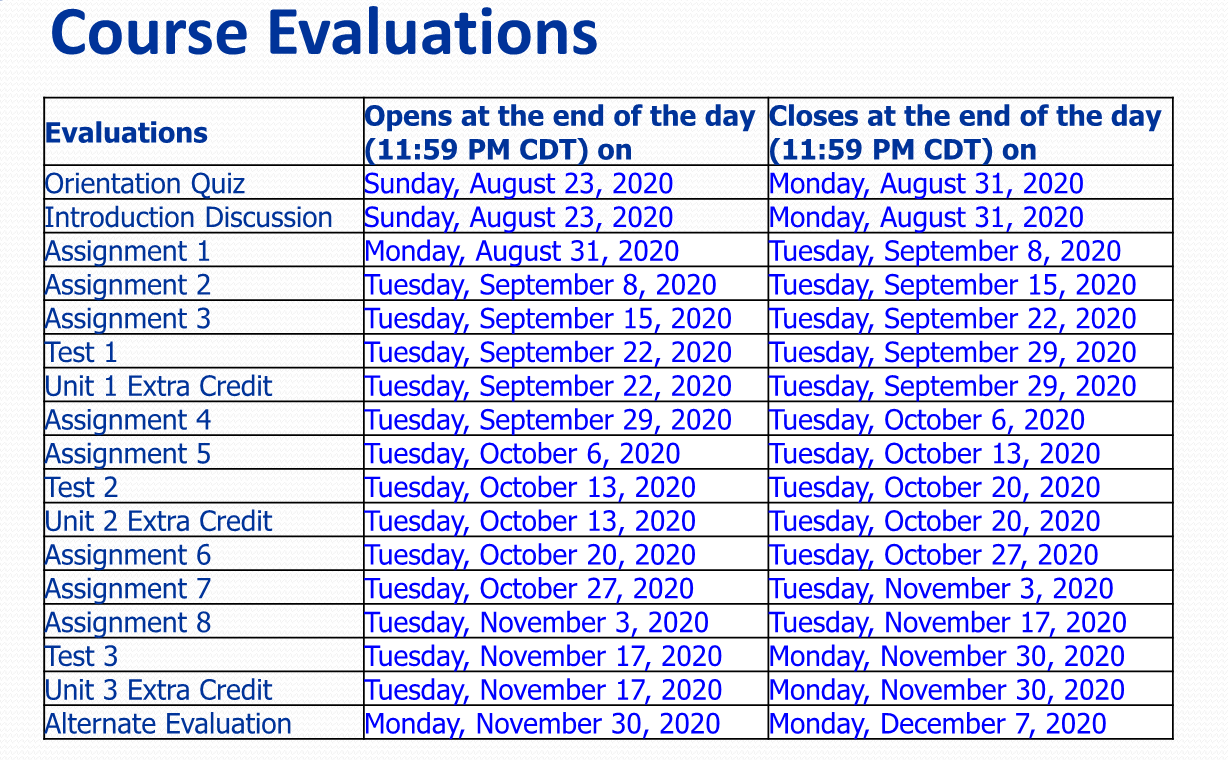 Course Evaluations
Evaluations
Opens at the end of the day
(11:59 PM CDT) on
Closes at the end of the day
(11:59 PM CDT) on
Orientation Quiz Sunday, August 23, 2020 Monday, August 31, 2020
Introduction Discussion Sunday, August 23, 2020 Monday, August 31, 2020
Assignment 1 Monday, August 31, 2020 Tuesday, September 8, 2020
Assignment 2 Tuesday, September 8, 2020 Tuesday, September 15, 2020
Assignment 3 Tuesday, September 15, 2020 Tuesday, September 22, 2020
Test 1 Tuesday, September 22, 2020 Tuesday, September 29, 2020
Unit 1 Extra Credit Tuesday, September 22, 2020 Tuesday, September 29, 2020
Assignment 4 Tuesday, September 29, 2020 Tuesday, October 6, 2020
Assignment 5 Tuesday, October 6, 2020 Tuesday, October 13, 2020
Test 2 Tuesday, October 13, 2020 Tuesday, October 20, 2020
Unit 2 Extra Credit Tuesday, October 13, 2020 Tuesday, October 20, 2020
Assignment 6 Tuesday, October 20, 2020 Tuesday, October 27, 2020
Assignment 7 Tuesday, October 27, 2020 Tuesday, November 3, 2020
Assignment 8 Tuesday, November 3, 2020 Tuesday, November 17, 2020
Test 3 Tuesday, November 17, 2020 Monday, November 30, 2020
Unit 3 Extra Credit Tuesday, November 17, 2020 Monday, November 30, 2020
Alternate Evaluation Monday, November 30, 2020 Monday, December 7, 2020